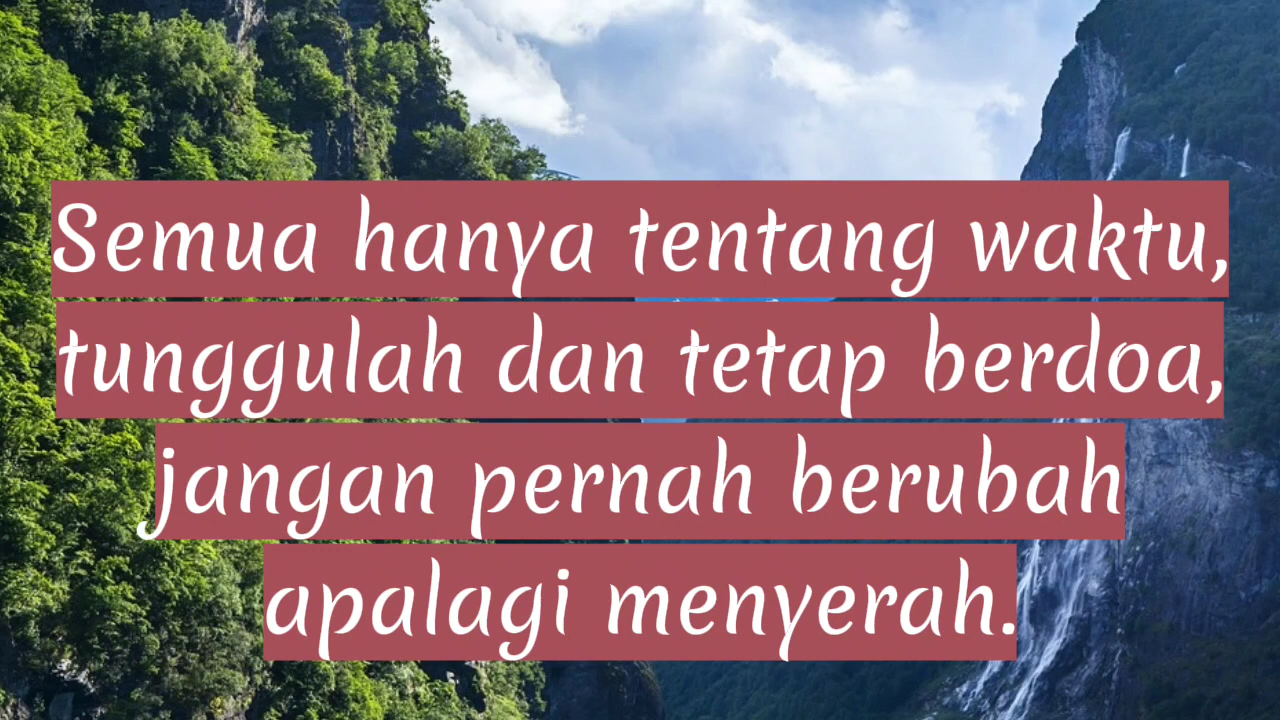 Semua hanya tentang waktu,
tunggulah dan tetap berdoa,
jangan pernah berubah
apalagi menyerah.